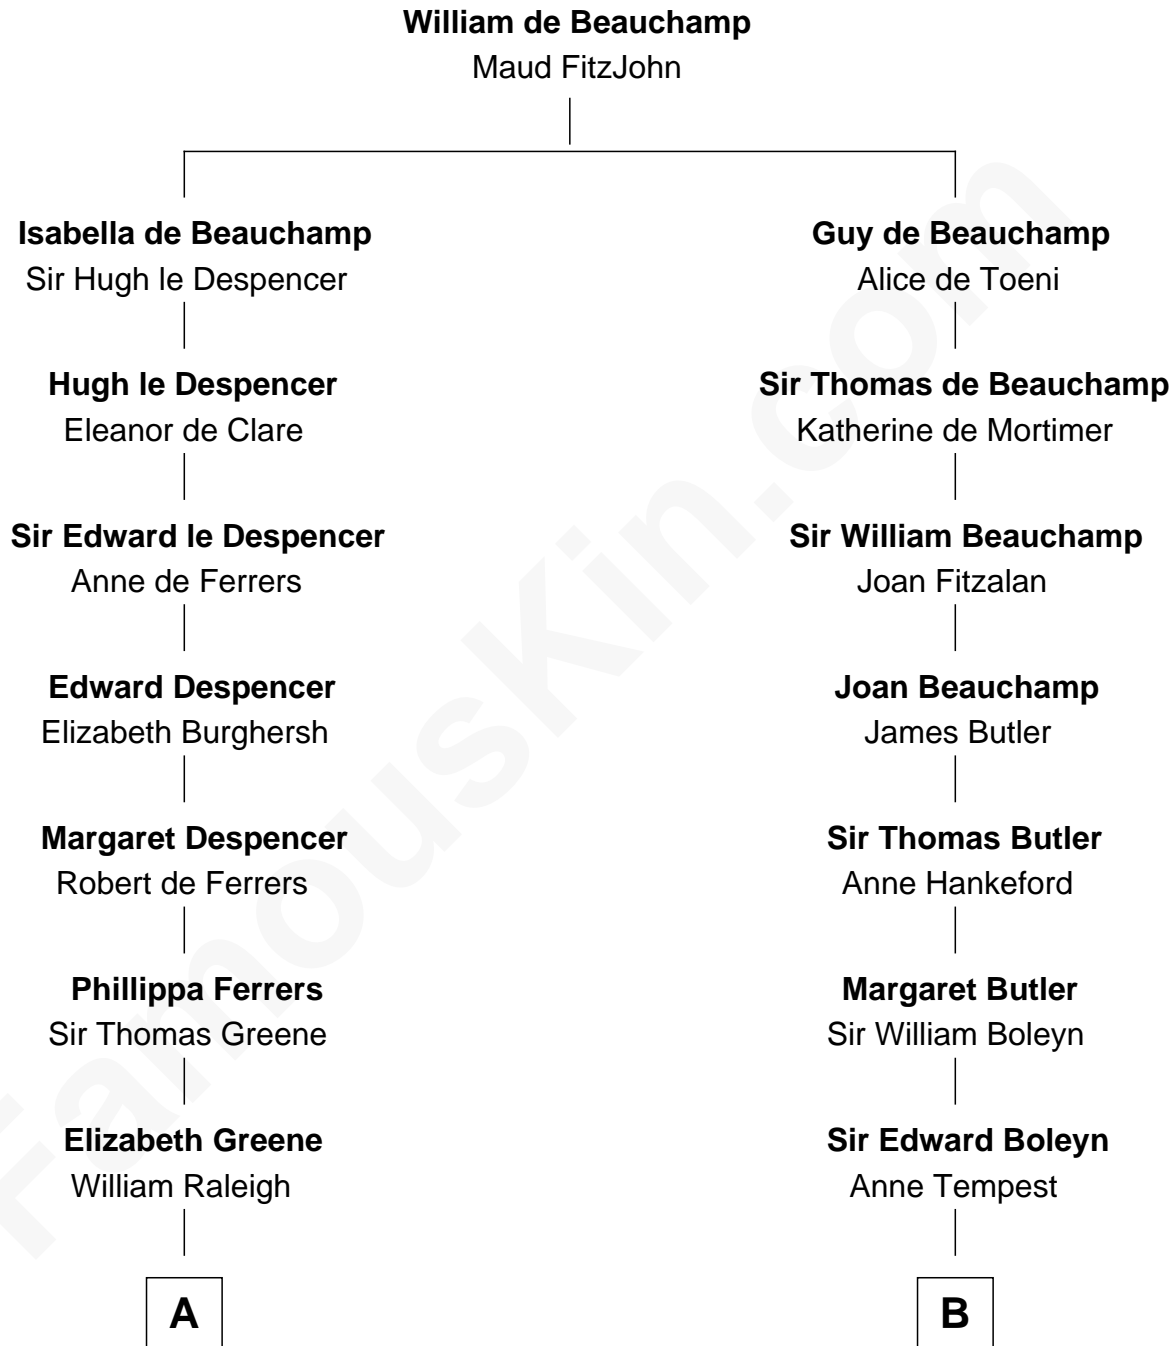 William de Beauchamp
Maud FitzJohn
Isabella de Beauchamp
Sir Hugh le Despencer
Guy de Beauchamp
Alice de Toeni
Hugh le Despencer
Eleanor de Clare
Sir Thomas de Beauchamp
Katherine de Mortimer
Sir Edward le Despencer
Anne de Ferrers
Sir William Beauchamp
Joan Fitzalan
Edward Despencer
Elizabeth Burghersh
Joan Beauchamp
James Butler
Margaret Despencer
Robert de Ferrers
Sir Thomas Butler
Anne Hankeford
Phillippa Ferrers
Sir Thomas Greene
Margaret Butler
Sir William Boleyn
Elizabeth Greene
William Raleigh
Sir Edward Boleyn
Anne Tempest
A
B
FamousKin.com